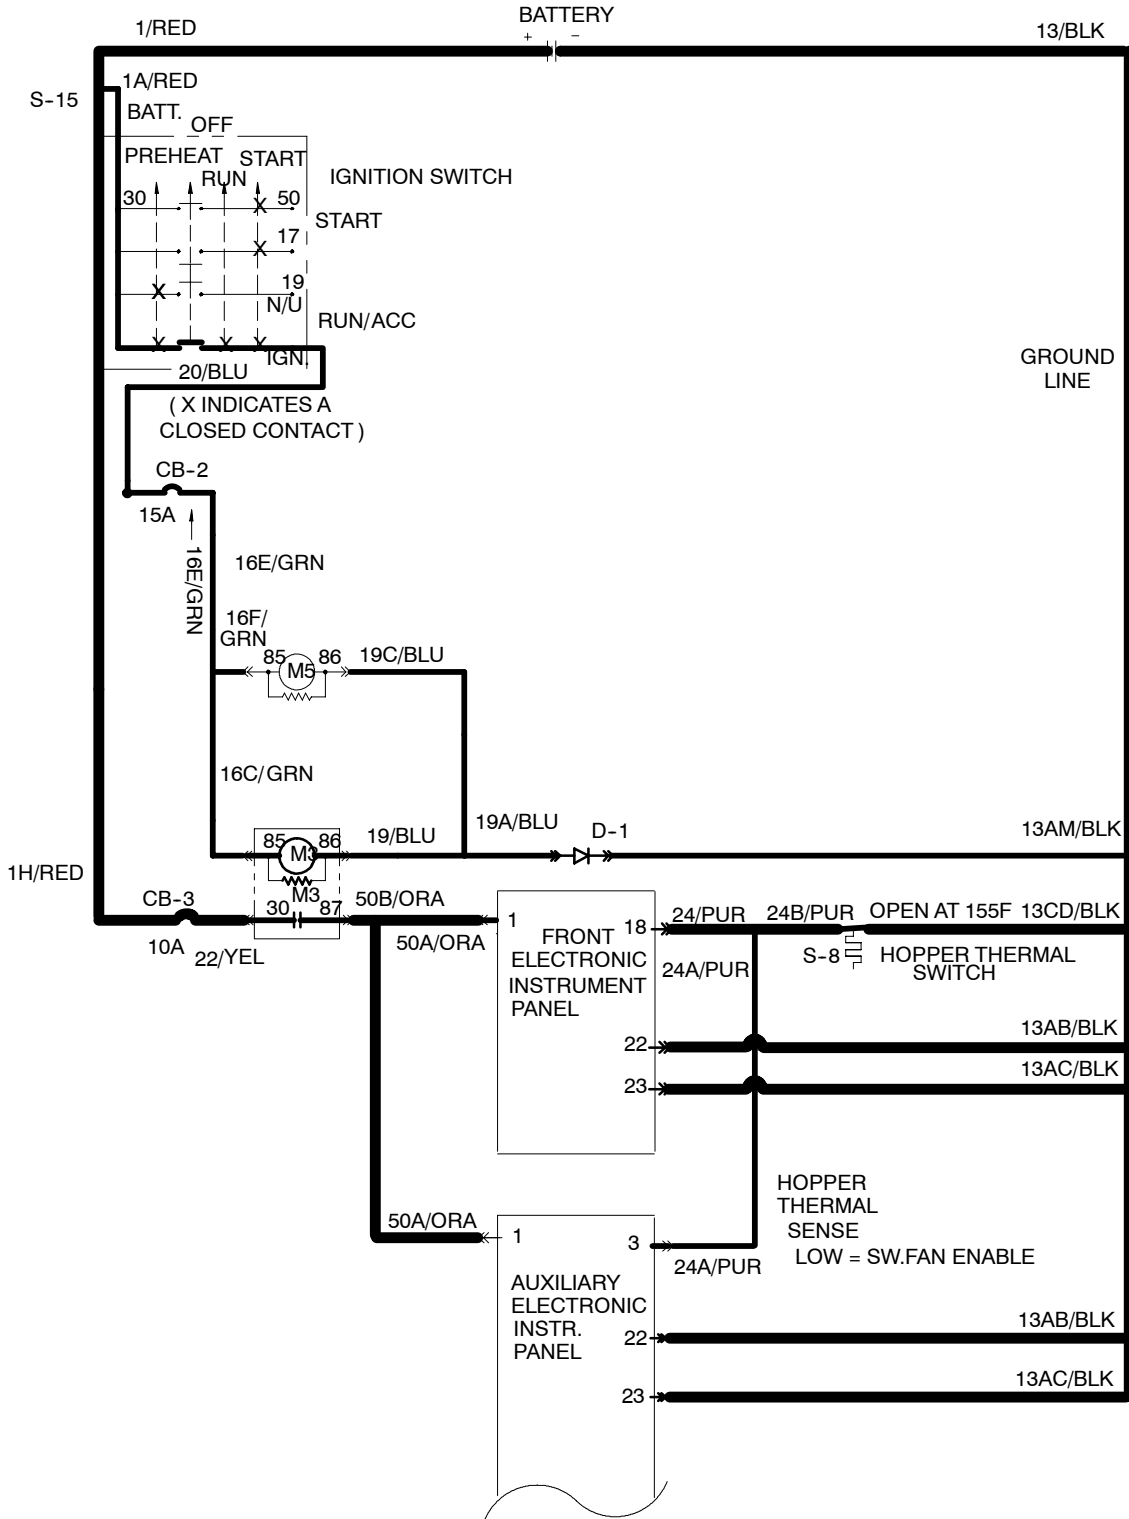 BATTERY
+ −
1/RED
13/BLK
1A/RED
S-15
BATT.
OFF
PREHEAT
START
RUN
IGNITION SWITCH
30
X 50
START
17
X
19
X
N/U
RUN/ACC
X X X
IGN.
20/BLU
GROUND
LINE
( X INDICATES A
CLOSED CONTACT )
CB-2
15A
16E/GRN
16E/GRN
16F/
GRN
85 M5 86
19C/BLU
16C/GRN
19A/BLU
D-1
13AM/BLK
85 M3 86
19/BLU
1H/RED
M3
CB-3
30 87
50B/ORA
10A
22/YEL
50A/ORA
1
FRONT
ELECTRONIC
INSTRUMENT
PANEL
18
24/PUR
24B/PUR
OPEN AT 155F
13CD/BLK
24A/PUR
S-8
HOPPER THERMAL
SWITCH
22
13AB/BLK
23
13AC/BLK
HOPPER
THERMAL
SENSE
LOW = SW.FAN ENABLE
50A/ORA
1
3
24A/PUR
AUXILIARY
ELECTRONIC
INSTR.
PANEL
22
13AB/BLK
23
13AC/BLK